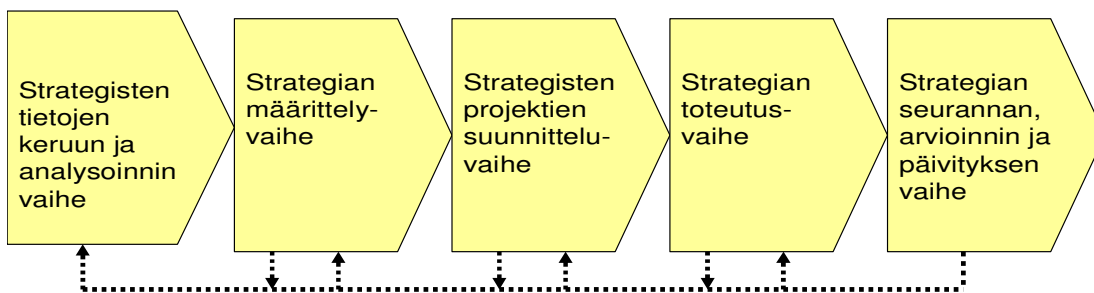 Strategisten
tietojen
keruun ja
analysoinnin
vaihe
Strategian
määrittely-
vaihe
Strategisten
projektien
suunnittelu-
vaihe
Strategian
toteutus-
vaihe
Strategian
seurannan,
arvioinnin ja
päivityksen
vaihe